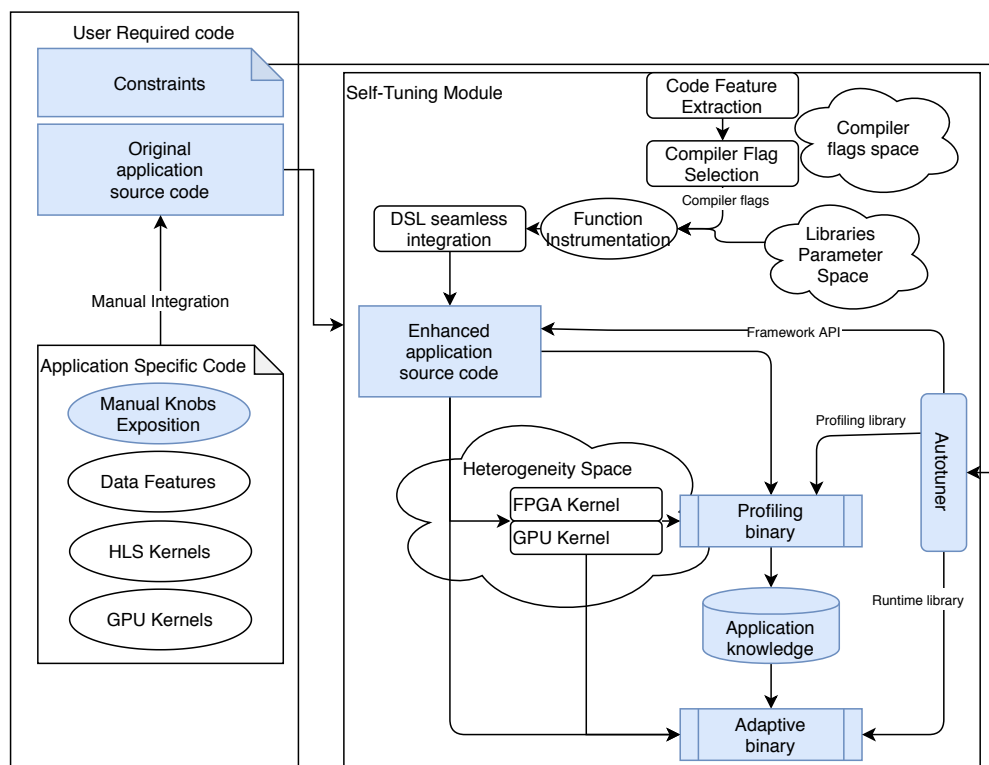 User Required code
Constraints
Original
application
source code
Manual Integration
Application Specific Code
Manual Knobs
Exposition
Data Features
HLS Kernels
GPU Kernels
Self-Tuning Module
Code Feature
Extraction
Compiler
flags space
Compiler Flag
Selection
Compiler flags
DSL seamless
integration
Function
Instrumentation
Libraries
Parameter
Space
Enhanced
application
source code
Framework API
Profiling library
Autotuner
Heterogeneity Space
FPGA Kernel
GPU Kernel
Profiling
binary
Runtime library
Application
knowledge
Adaptive
binary